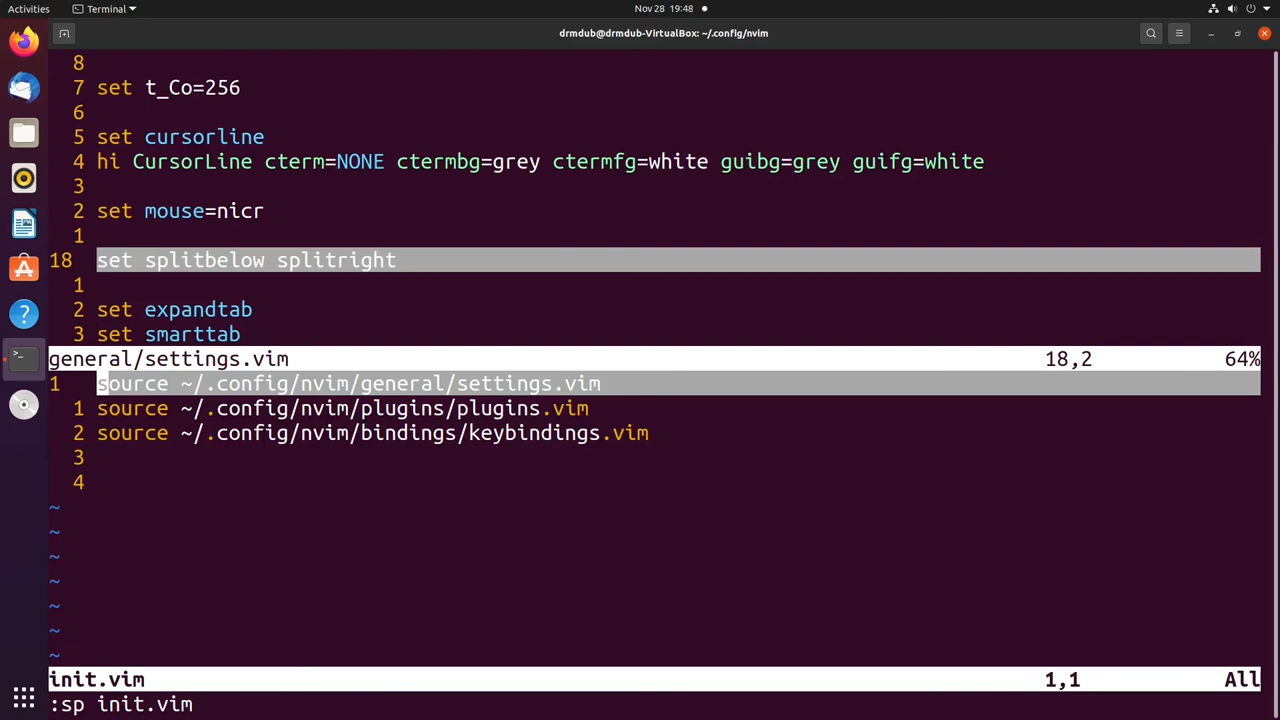 Activities
Terminal
Nov 28 19:48
drmdub@drmdub-VirtualBox: ~/.config/nvim
8
7 set t_Co=256
6
5 set cursorline
4 hi CursorLine cterm=NONE ctermbg=grey ctermfg=white guibg=grey guifg=white
3
2 set mouse=nicr
1
18 set splitbelow splitright
1
2 set expandtab
3 set smarttab
general/settings.vim 18,2 64%
1 source ~/.config/nvim/general/settings.vim
1 source ~/.config/nvim/plugins/plugins.vim
2 source ~/.config/nvim/bindings/keybindings.vim
3
4
~
~
~
~
~
~
~
init.vim 1,1 All
:sp init.vim